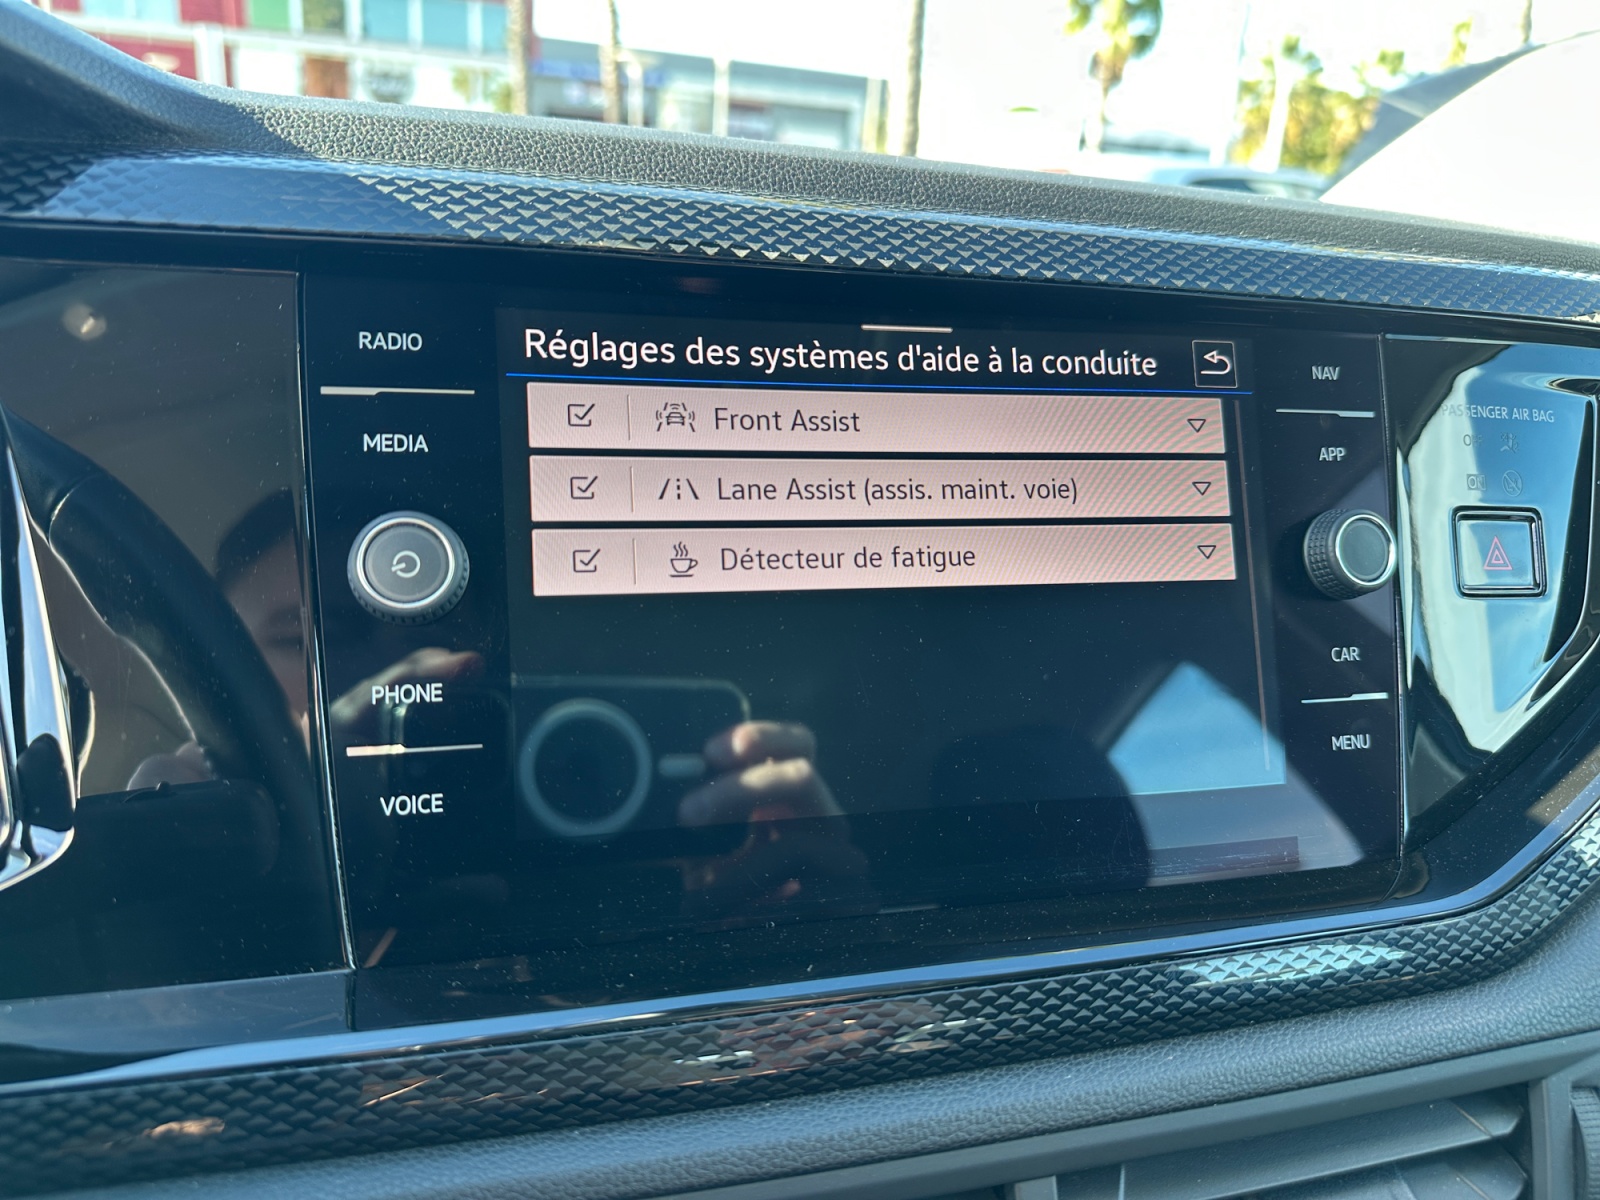 RADIO
MEDIA
PHONE
VOICE
Réglages des systèmes d'aide à la conduite
Front Assist
Lane Assist (assis. maint. voie)
Détecteur de fatigue
NAV
APP
CAR
MENU
PASSENGER AIR BAG